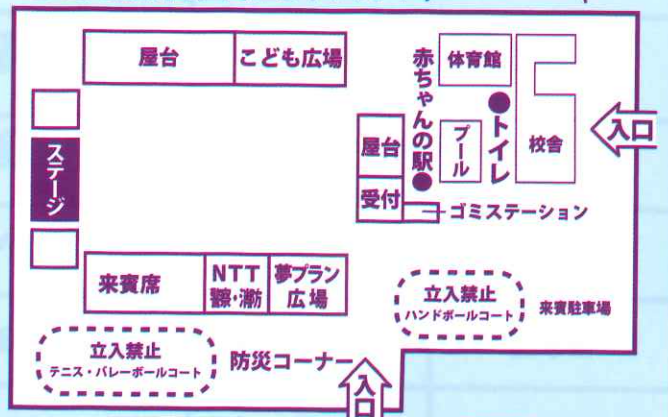 屋台
こども広場
赤ちゃんの駅
体育館
トイレ
プール
校舎
入口
ステージ
屋台
受付
ゴミステーション
来賓席
NTT
警察・消防
夢プラン
広場
立入禁止
ハンドボールコート
来賓駐車場
立入禁止
テニス・バレーボールコート
防災コーナー
入口